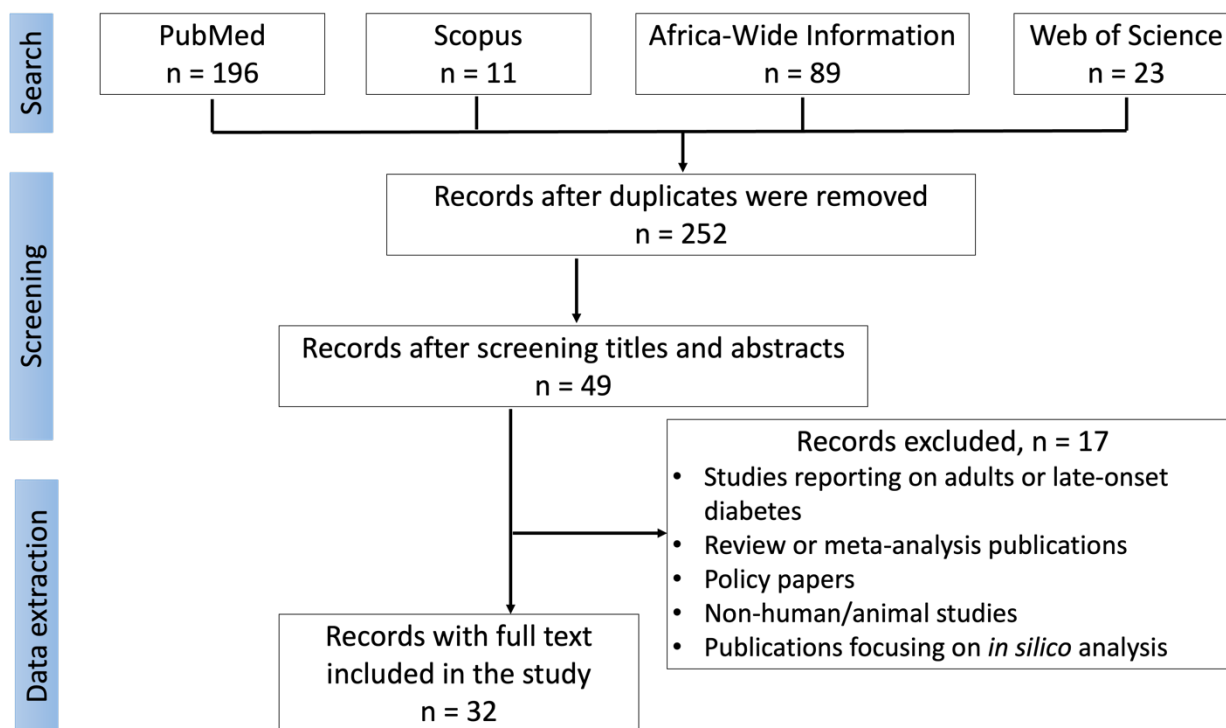 Search
PubMed
n = 196
Scopus
n = 11
Africa-Wide Information
n = 89
Web of Science
n = 23
Screening
Records after duplicates were removed
n = 252
Records after screening titles and abstracts
n = 49
Data extraction
Records excluded, n = 17
• Studies reporting on adults or late-onset
diabetes
• Review or meta-analysis publications
• Policy papers
• Non-human/animal studies
• Publications focusing on in silico analysis
Records with full text
included in the study
n = 32